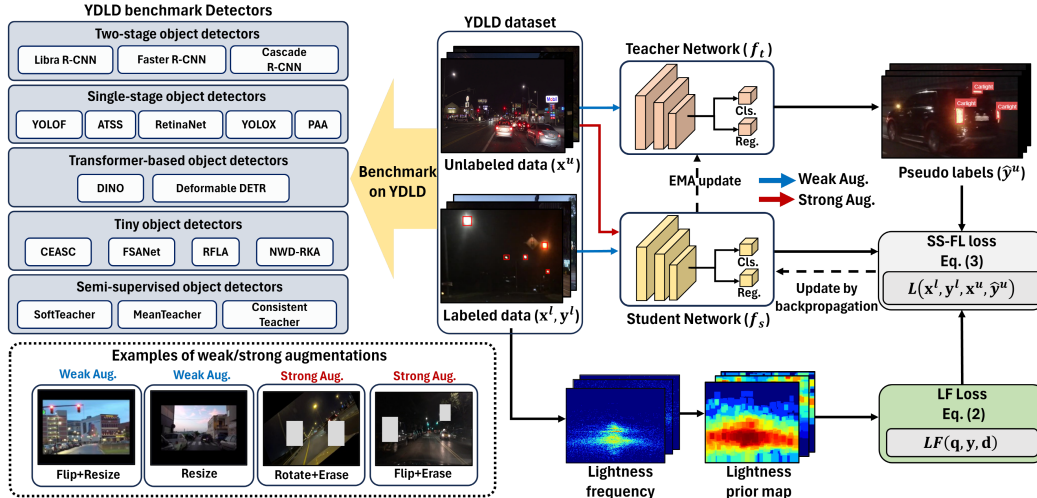 YDLD benchmark Detectors
Two-stage object detectors
Libra R-CNN
Faster R-CNN
Cascade
R-CNN
Single-stage object detectors
YOLOF
ATSS
RetinaNet
YOLOX
PAA
Transformer-based object detectors
DINO
Deformable DETR
Tiny object detectors
CEASC
FSANet
RFLA
NWD-RKA
Semi-supervised object detectors
SoftTeacher
MeanTeacher
Consistent
Teacher
Benchmark
on YDLD
YDLD dataset
Mobil
Unlabeled data (x^u)
Labeled data (x^l, y^l)
Teacher Network (f_t)
Cls.
Reg.
EMA update
Weak Aug.
Strong Aug.
Cls.
Reg.
Student Network (f_s)
Carlight
Carlight
Pseudo labels (ŷ^u)
SS-FL loss
Eq. (3)
L(x^l, y^l, x^u, ŷ^u)
Update by
backpropagation
LF Loss
Eq. (2)
LF(q, y, d)
Lightness
frequency
Lightness
prior map
Examples of weak/strong augmentations
Weak Aug.
Weak Aug.
Strong Aug.
Strong Aug.
Flip+Resize
Resize
Rotate+Erase
Flip+Erase